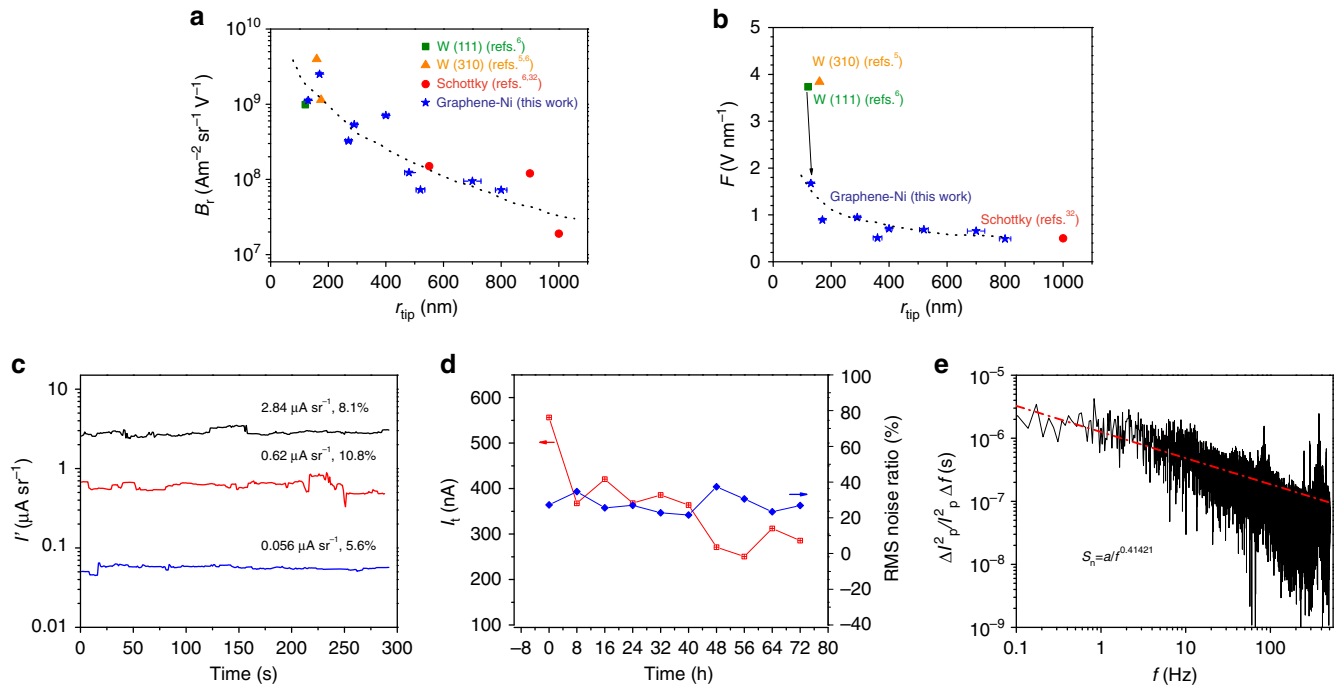 a
10^10
10^9
10^8
10^7
B_r (Am^−2 sr^−1 V^−1)
W (111) (refs.^6)
W (310) (refs.^5,6)
Schottky (refs.^6,32)
Graphene-Ni (this work)
0 200 400 600 800 1000
r_tip (nm)
b
5
4
3
2
1
0
F (V nm^−1)
W (310) (refs.^5)
W (111) (refs.^6)
Graphene-Ni (this work)
Schottky (refs.^32)
0 200 400 600 800 1000
r_tip (nm)
c
10
1
0.1
0.01
I′ (μA sr^−1)
2.84 μA sr^−1, 8.1%
0.62 μA sr^−1, 10.8%
0.056 μA sr^−1, 5.6%
0 50 100 150 200 250 300
Time (s)
d
600
550
500
450
400
350
300
250
200
I_t (nA)
100
80
60
40
20
0
−20
−40
RMS noise ratio (%)
−8 0 8 16 24 32 40 48 56 64 72 80
Time (h)
e
10^−5
10^−6
10^−7
10^−8
10^−9
ΔI^2_p/I^2_p Δf (s)
S_n=a/f^0.41421
0.1 1 10 100
f (Hz)